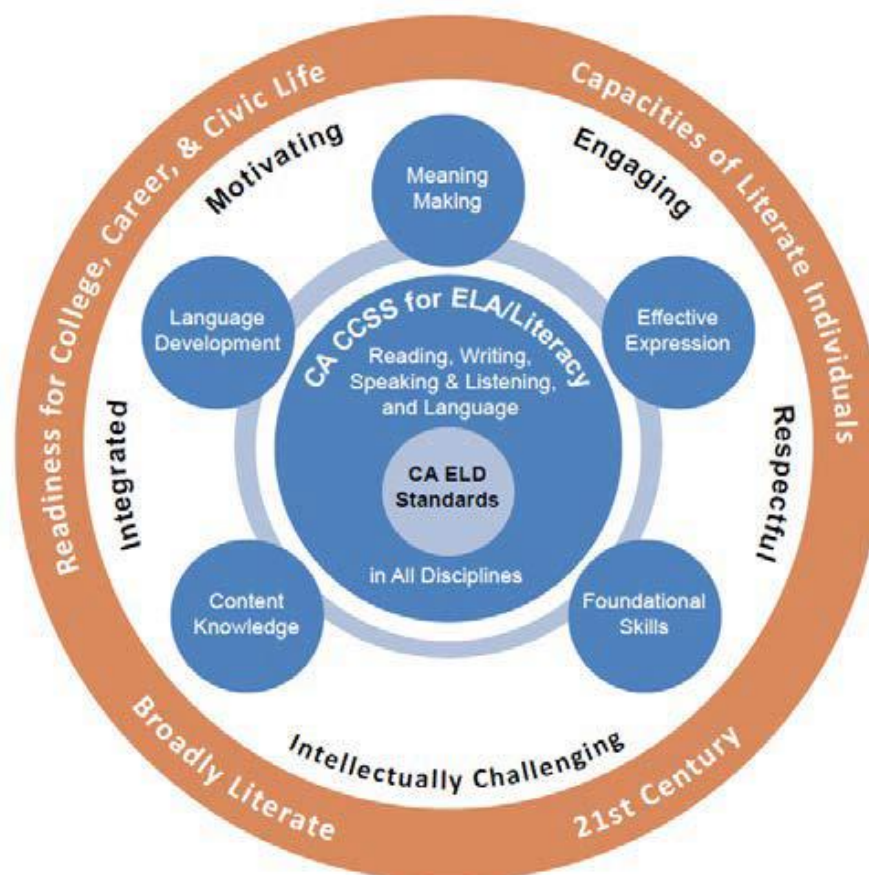 Readiness for College, Career, & Civic Life
Capacities of Literate Individuals
Motivating
Engaging
Meaning
Making
Language
Development
Effective
Expression
CA CCSS for ELA/Literacy
Reading, Writing,
Speaking & Listening,
and Language
CA ELD
Standards
in All Disciplines
Integrated
Respectful
Content
Knowledge
Foundational
Skills
Intellectually Challenging
Broadly Literate
21st Century